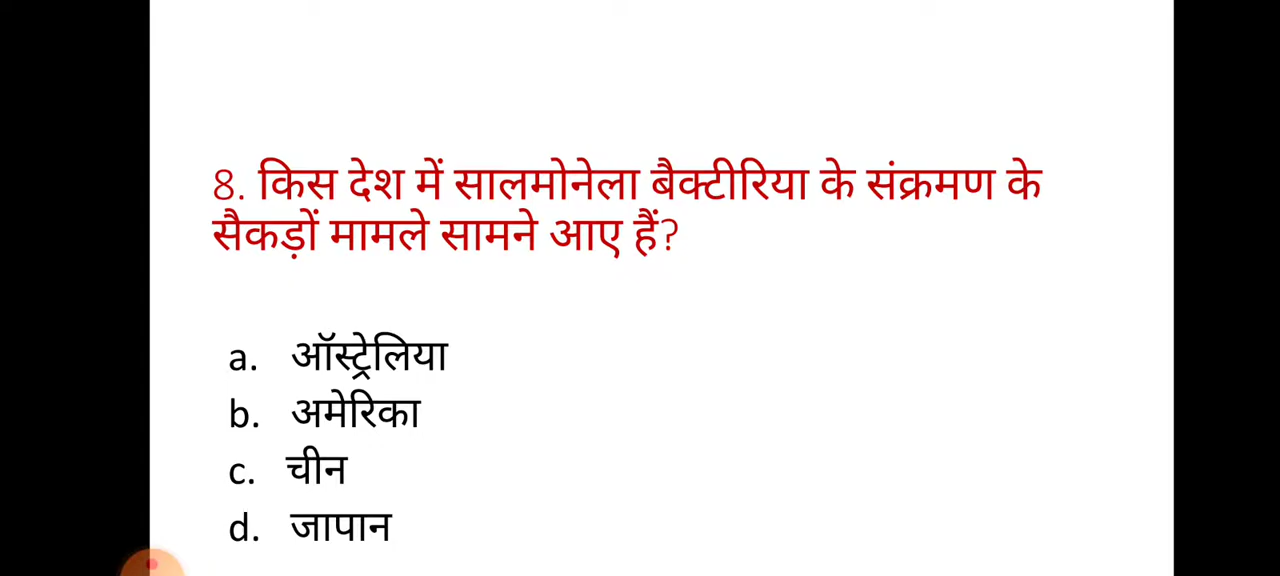 8. किस देश में सालमोनेला बैक्टीरिया के संक्रमण के
सैकड़ों मामले सामने आए हैं?
a. ऑस्ट्रेलिया
b. अमेरिका
c. चीन
d. जापान